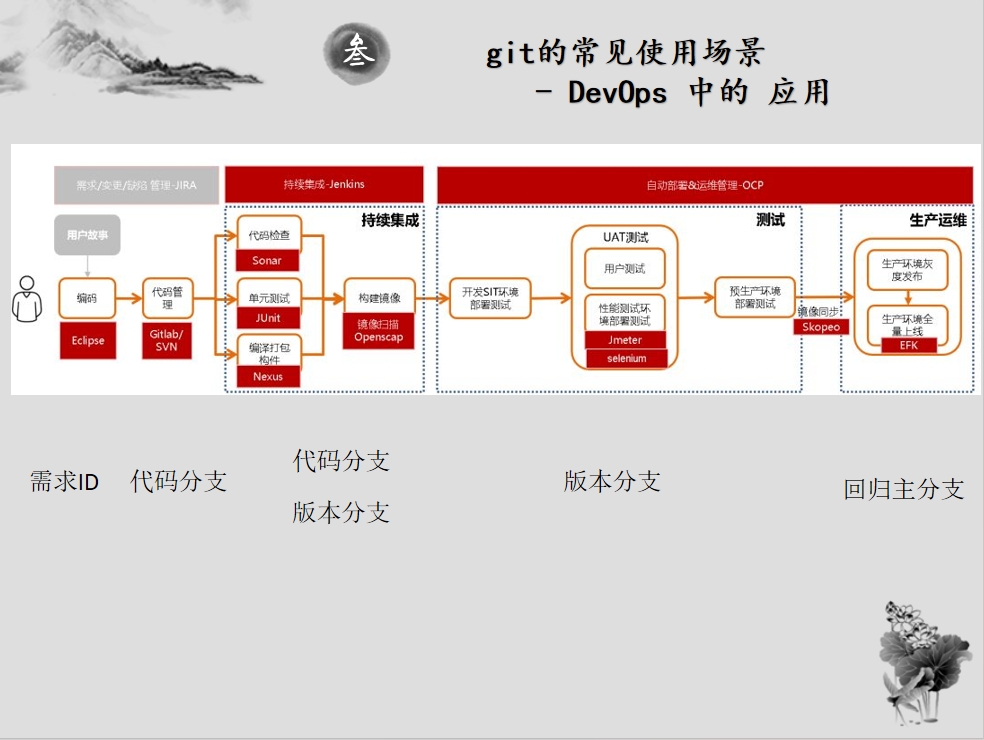 叁
git的常见使用场景
- DevOps 中的 应用
需求/变更/缺陷 管理-JIRA
持续集成-Jenkins
自动部署&运维管理-OCP
用户故事
编码
Eclipse
代码管
理
Gitlab/
SVN
持续集成
代码检查
Sonar
单元测试
JUnit
编译打包
构件
Nexus
构建镜像
镜像扫描
Openscap
测试
开发SIT环境
部署测试
UAT测试
用户测试
性能测试环
境部署测试
Jmeter
selenium
预生产环境
部署测试
镜像同步
Skopeo
生产运维
生产环境灰
度发布
生产环境全
量上线
EFK
需求ID
代码分支
代码分支
版本分支
版本分支
回归主分支